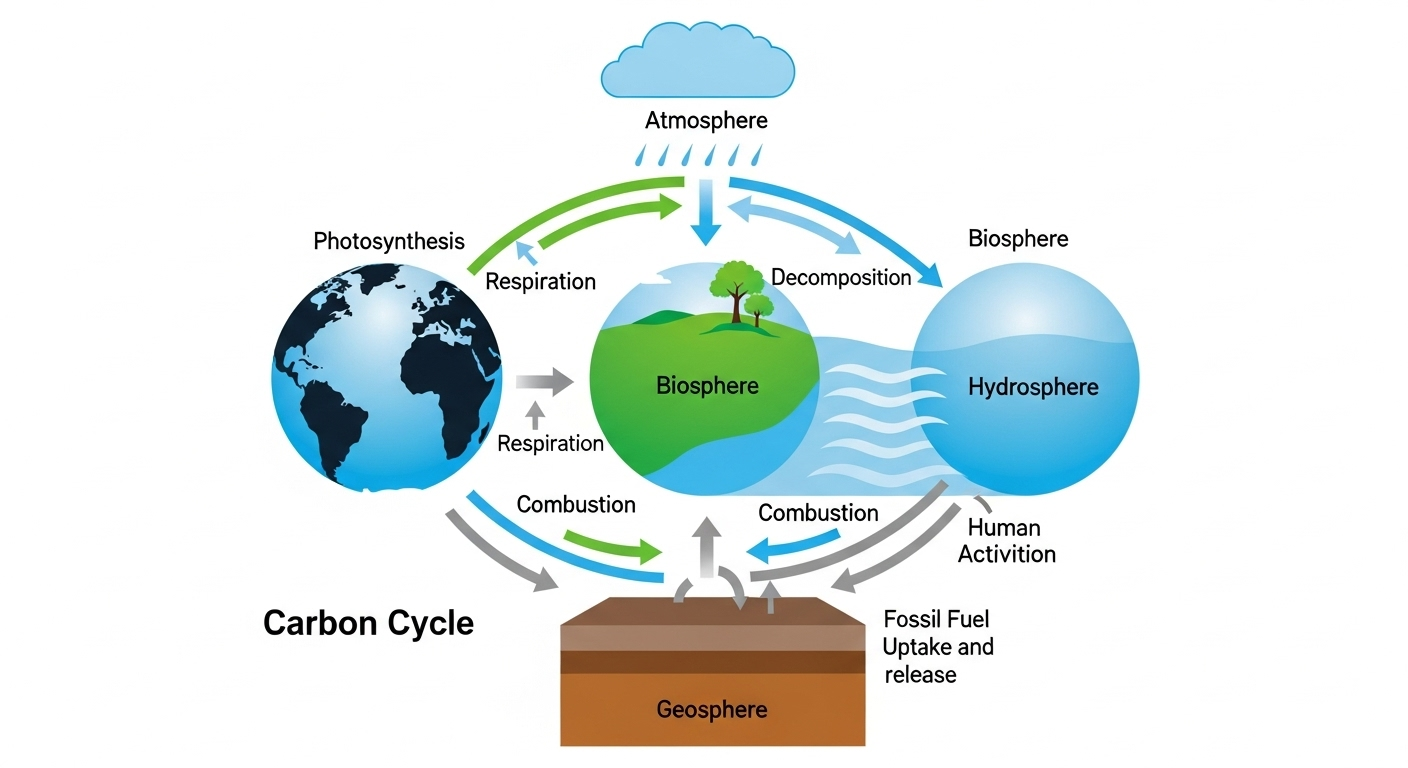 Atmosphere
Photosynthesis
Biosphere
Respiration
Decomposition
Biosphere
Hydrosphere
Respiration
Combustion
Combustion
Human
Activition
Carbon Cycle
Fossil Fuel
Uptake and
release
Geosphere